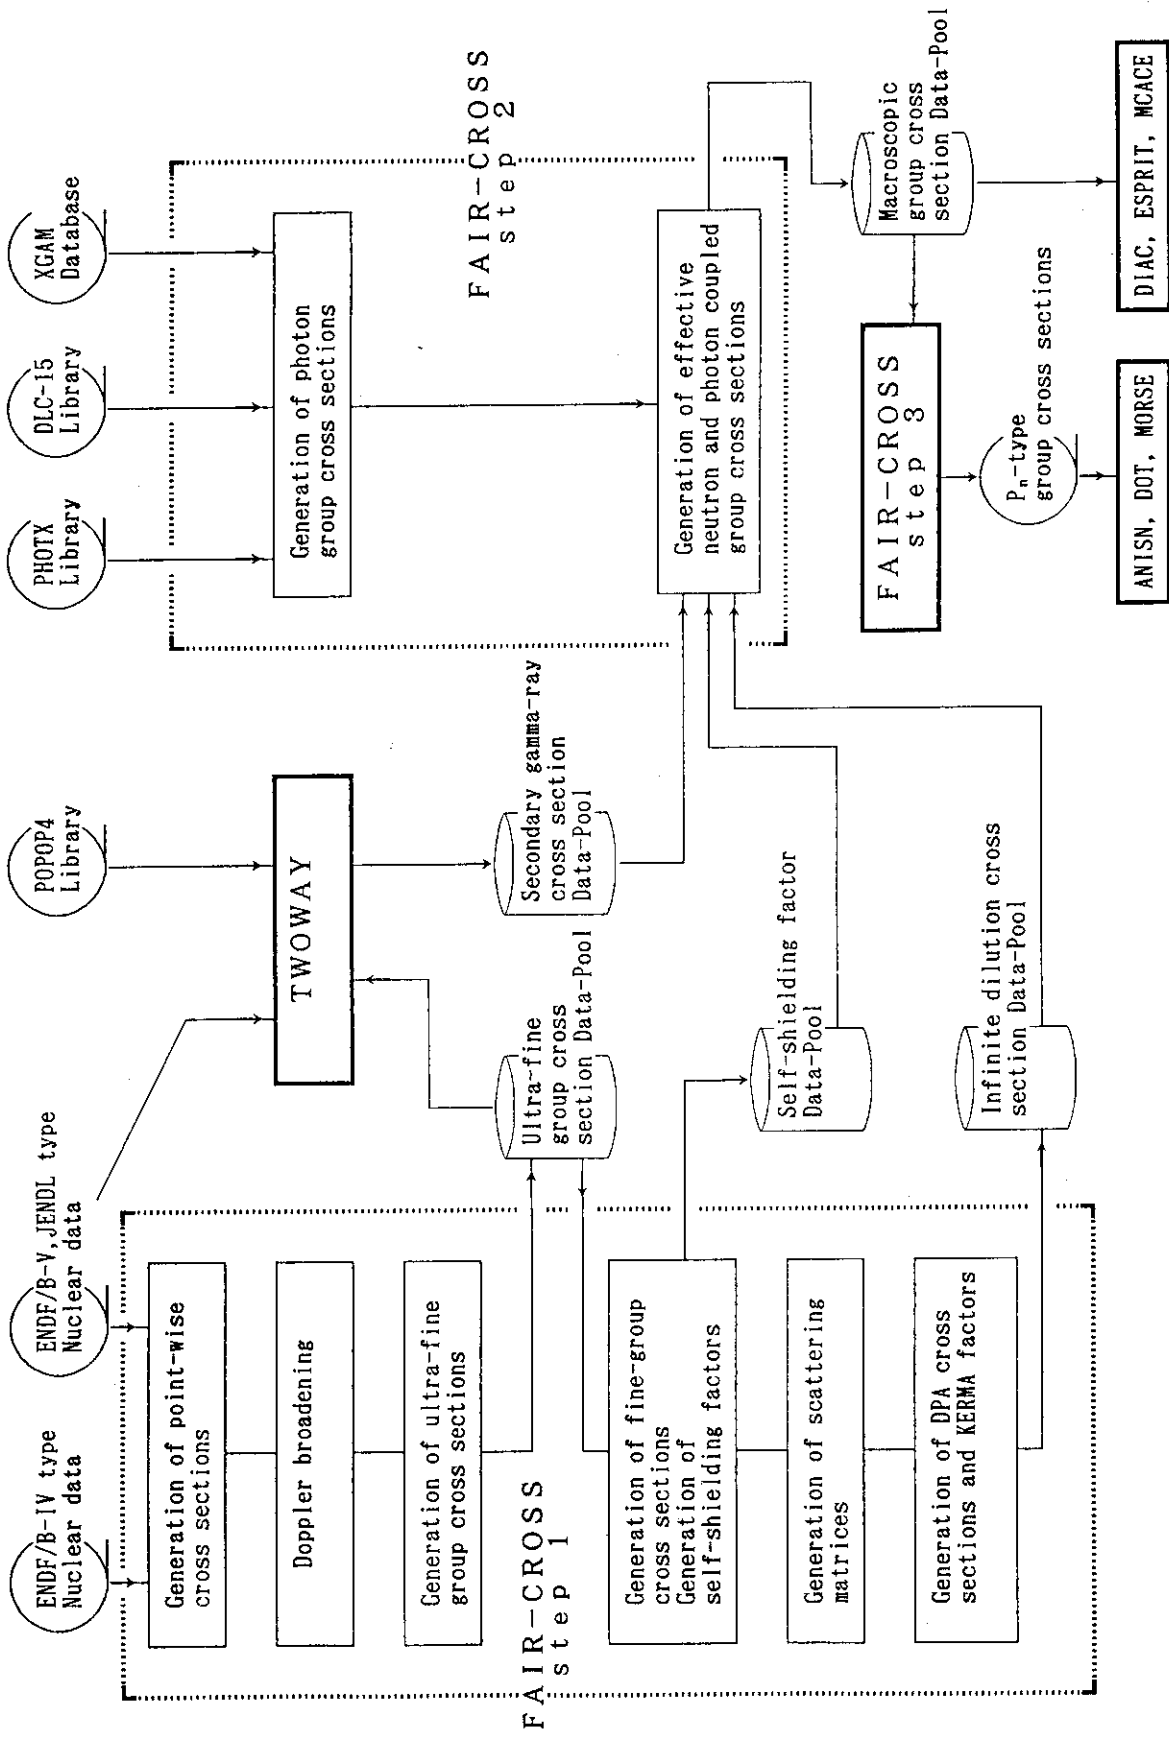 ENDF/B-IV type
Nuclear data
ENDF/B-V,JENDL type
Nuclear data
POPOP4
Library
PHOTX
Library
DLC-15
Library
XGAM
Database
Generation of point-wise
cross sections
Doppler broadening
Generation of ultra-fine
group cross sections
FAIR-CROSS
step 1
Generation of fine-group
cross sections
Generation of
self-shielding factors
Generation of scattering
matrices
Generation of DPA cross
sections and KERMA factors
TWOWAY
Ultra-fine
group cross
section Data-Pool
Secondary gamma-ray
cross section
Data-Pool
Self-shielding factor
Data-Pool
Infinite dilution cross
section Data-Pool
Generation of photon
group cross sections
FAIR-CROSS
step 2
Generation of effective
neutron and photon coupled
group cross sections
Macroscopic
group cross
section Data-Pool
FAIR-CROSS
step 3
Pn-type
group cross sections
ANISN, DOT, MORSE
DIAC, ESPRIT, MCACE